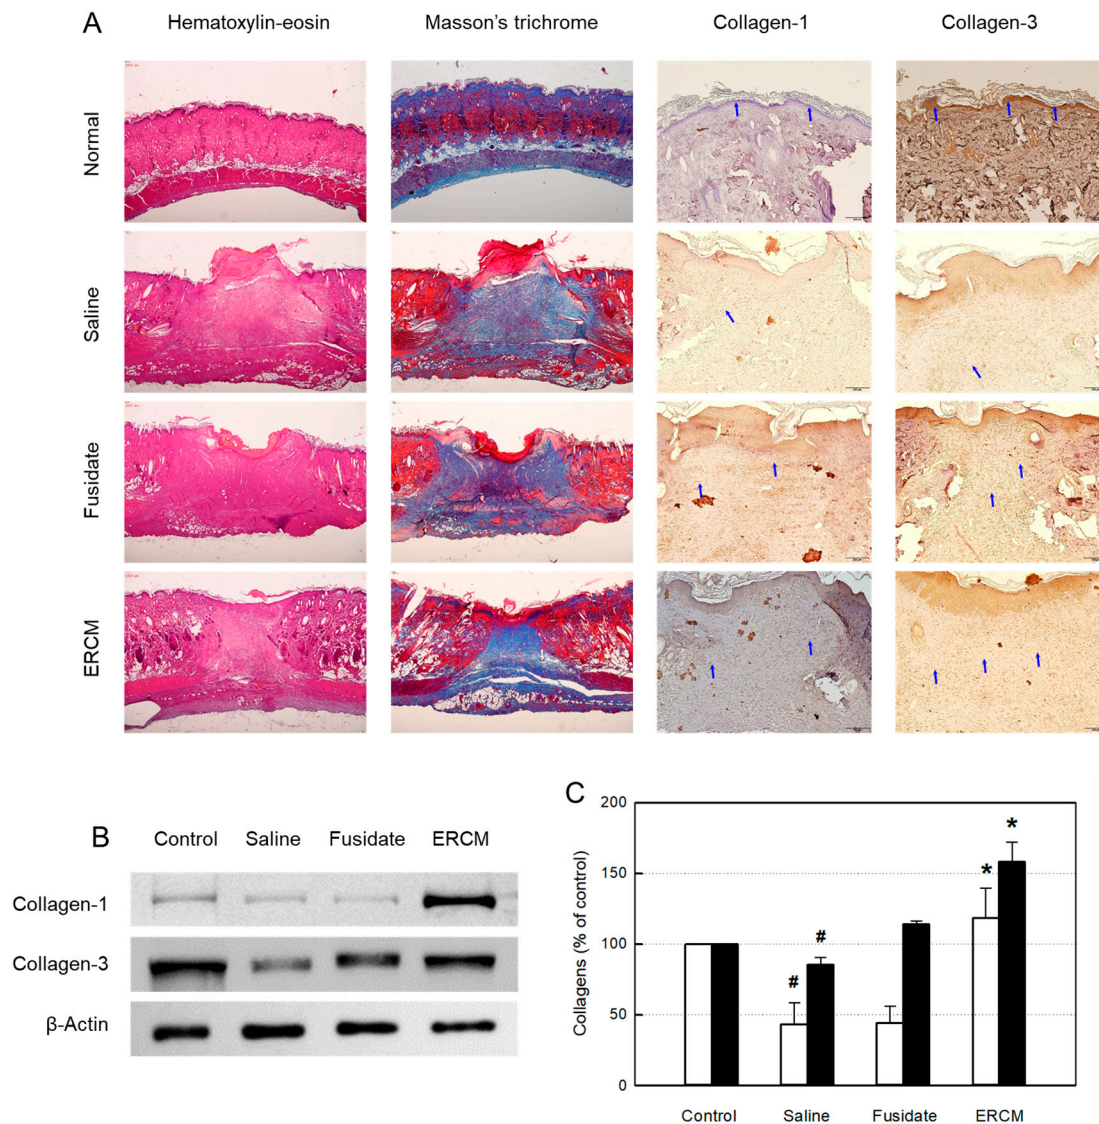 A
Hematoxylin-eosin Masson's trichrome Collagen-1 Collagen-3
Normal
Saline
Fusidate
ERCM
B
Control Saline Fusidate ERCM
Collagen-1
Collagen-3
β-Actin
C
Collagens (% of control)
200
150
100
50
0
# # * *
Control Saline Fusidate ERCM